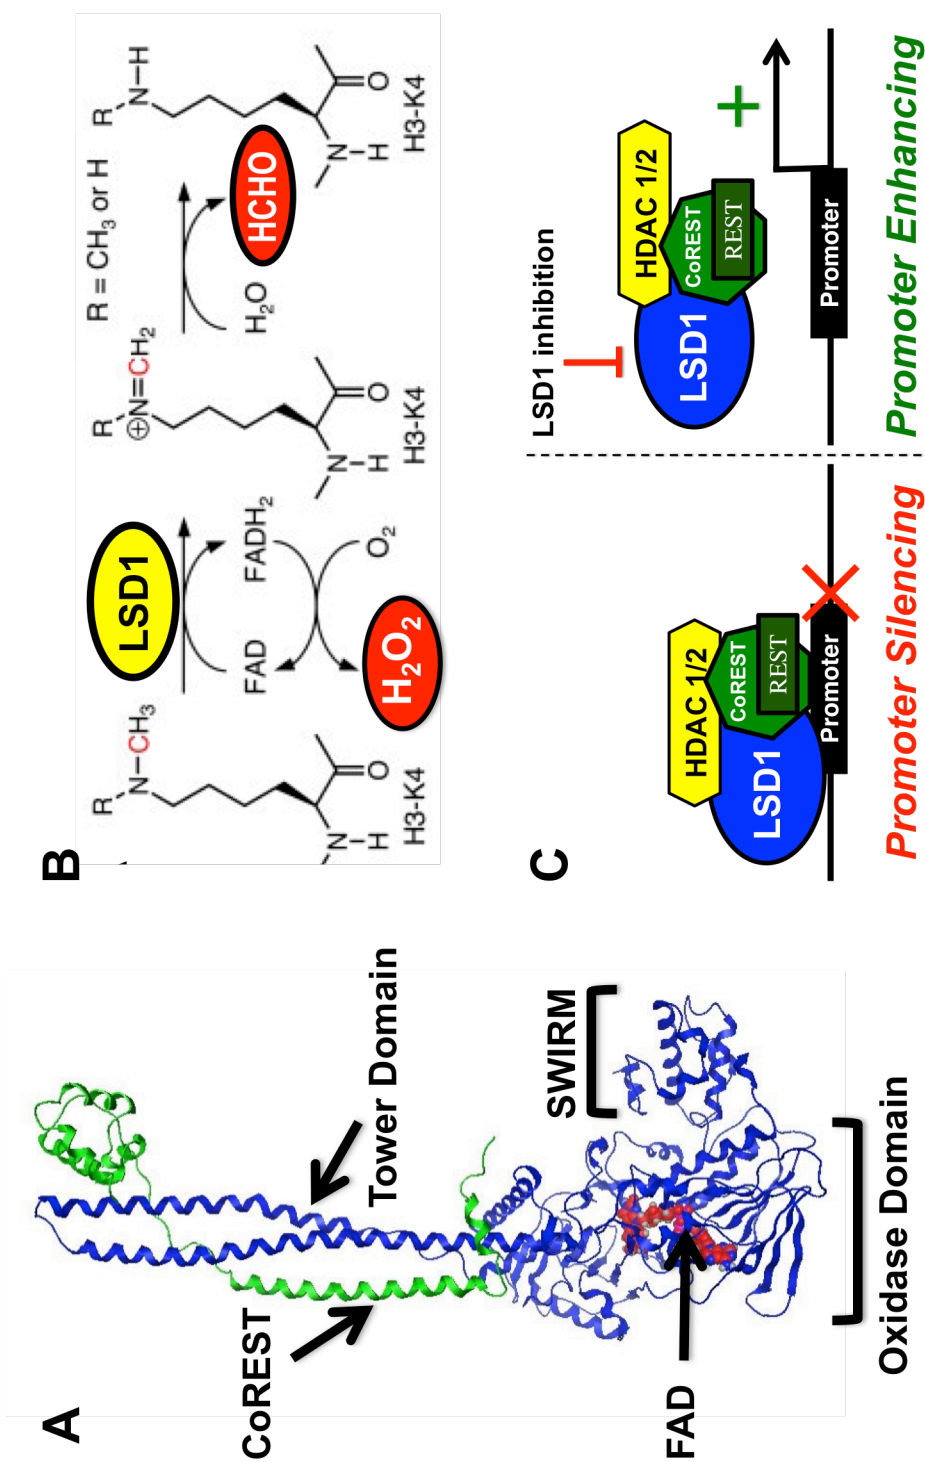 A
CoREST
Tower Domain
SWIRM
FAD
Oxidase Domain
B
R
N–CH3
N
H
O
H3-K4
LSD1
FAD
FADH2
H2O2
O2
R
⊕N=CH2
N
H
O
H3-K4
R = CH3 or H
H2O
HCHO
R
N–H
N
H
O
H3-K4
C
HDAC 1/2
CoREST
REST
LSD1
Promoter
Promoter Silencing
LSD1 inhibition
HDAC 1/2
CoREST
REST
LSD1
+
Promoter
Promoter Enhancing